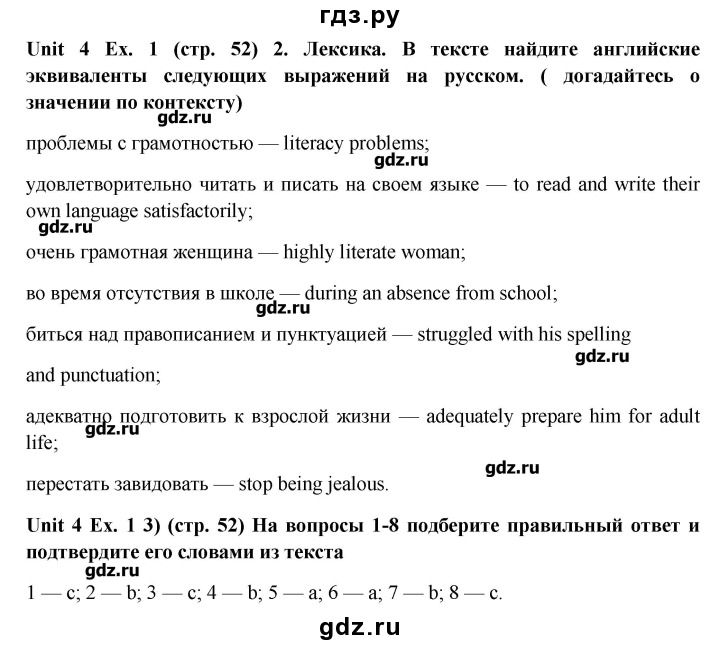 гдз.ру
Unit 4 Ex. 1 (стр. 52) 2. Лексика. В тексте найдите английские
эквиваленты следующих выражений на русском. ( догадайтесь о
значении по контексту)
gdz.ru
проблемы с грамотностью — literacy problems;
gdz.ru
удовлетворительно читать и писать на своем языке — to read and write their
own language satisfactorily;
gdz.ru
очень грамотная женщина — highly literate woman;
во время отсутствия в школе — during an absence from school;
gdz.ru
биться над правописанием и пунктуацией — struggled with his spelling
gdz.ru
and punctuation;
адекватно подготовить к взрослой жизни — adequately prepare him for adult
gdz.ru
life;
gdz.ru
перестать завидовать — stop being jealous.
Unit 4 Ex. 1 3) (стр. 52) На вопросы 1-8 подберите правильный ответ и
подтвердите его словами из текста
gdz.ru
1 — c; 2 — b; 3 — c; 4 — b; 5 — a; 6 — a; 7 — b; 8 — c.
gdz.ru